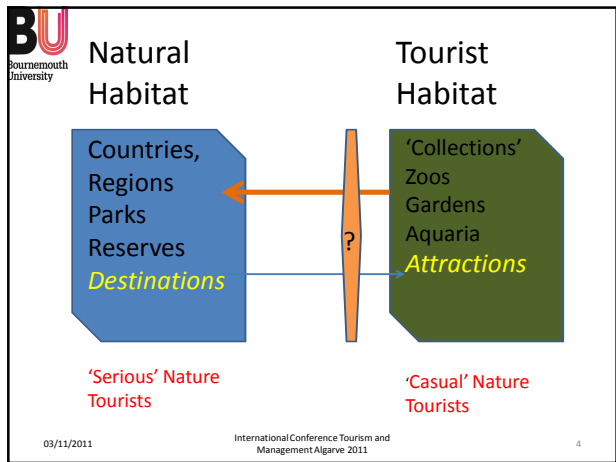 BU
Bournemouth
University
Natural
Habitat
Tourist
Habitat
Countries,
Regions
Parks
Reserves
Destinations
?
‘Collections’
Zoos
Gardens
Aquaria
Attractions
‘Serious’ Nature
Tourists
‘Casual’ Nature
Tourists
03/11/2011
International Conference Tourism and
Management Algarve 2011
4